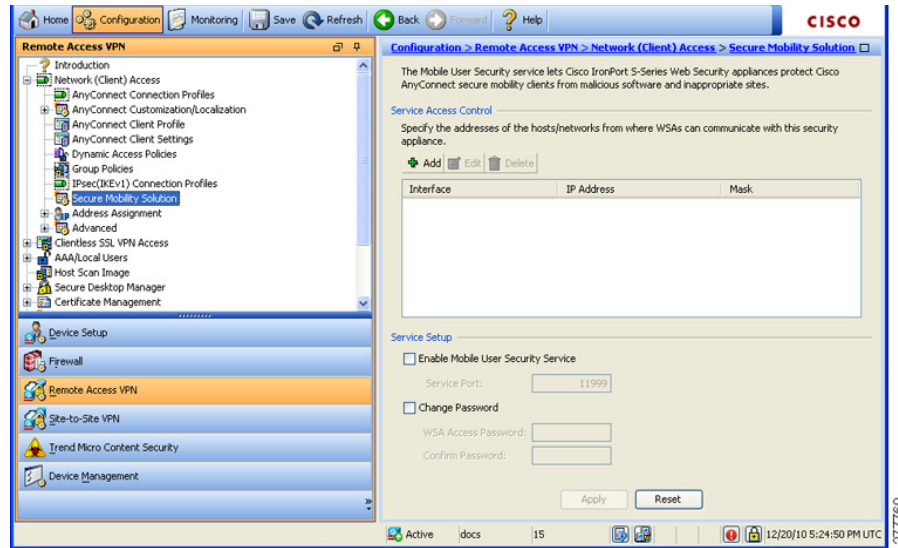 Home Configuration Monitoring Save Refresh Back Forward Help
CISCO
Remote Access VPN
Introduction
Network (Client) Access
AnyConnect Connection Profiles
AnyConnect Customization/Localization
AnyConnect Client Profile
AnyConnect Client Settings
Dynamic Access Policies
Group Policies
IPsec(IKEv1) Connection Profiles
Secure Mobility Solution
Address Assignment
Advanced
Clientless SSL VPN Access
AAA/Local Users
Host Scan Image
Secure Desktop Manager
Certificate Management
Device Setup
Firewall
Remote Access VPN
Site-to-Site VPN
Trend Micro Content Security
Device Management
Configuration > Remote Access VPN > Network (Client) Access > Secure Mobility Solution
The Mobile User Security service lets Cisco IronPort S-Series Web Security appliances protect Cisco
AnyConnect secure mobility clients from malicious software and inappropriate sites.
Service Access Control
Specify the addresses of the hosts/networks from where WSAs can communicate with this security
appliance.
Add Edit Delete
Interface IP Address Mask
Service Setup
Enable Mobile User Security Service
Service Port: 11999
Change Password
WSA Access Password:
Confirm Password:
Apply Reset
Active docs 15 12/20/10 5:24:50 PM UTC